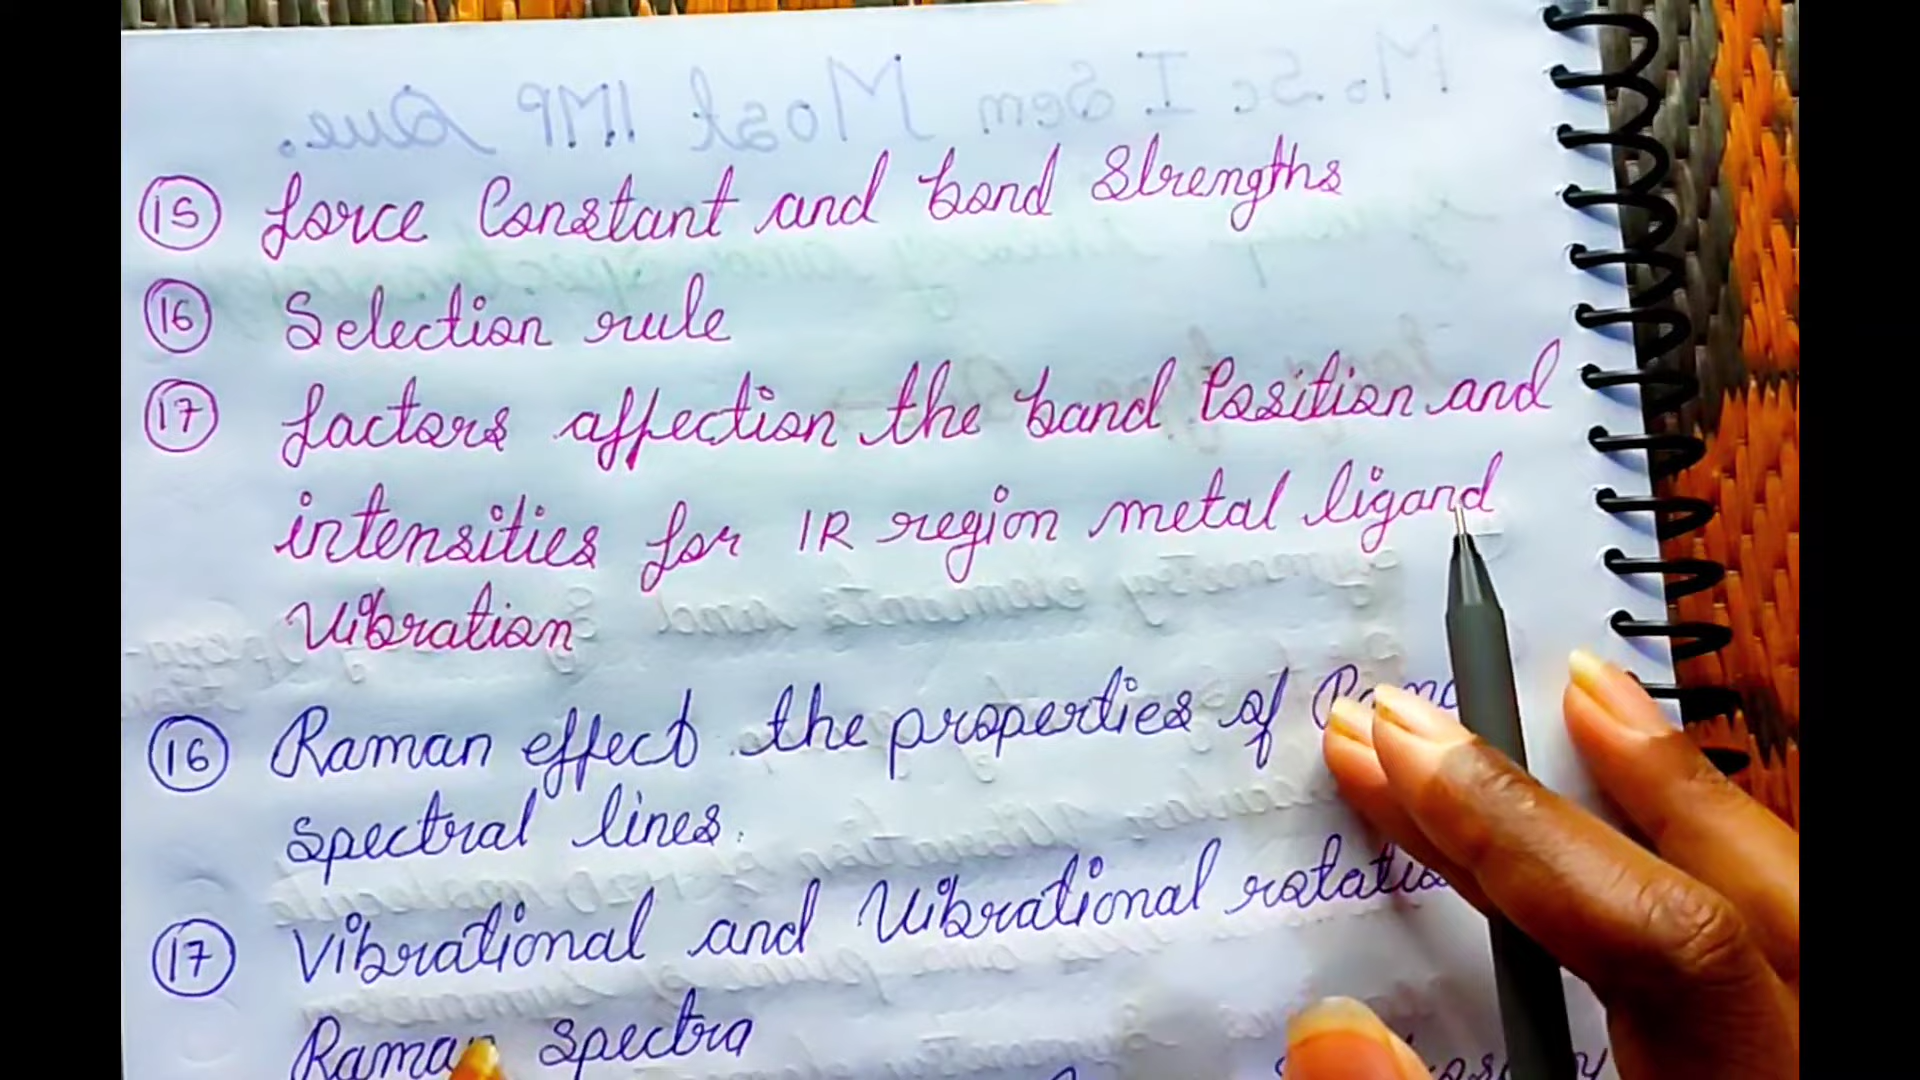 M.Sc I Sem Most IMP Que.
15 force Constant and bond Strengths
16 Selection rule
17 factors affection the band Position and
intensities for IR region metal ligand
Vibration
16 Raman effect the properties of
spectral lines.
17 Vibrational and Vibrational
Raman spectra